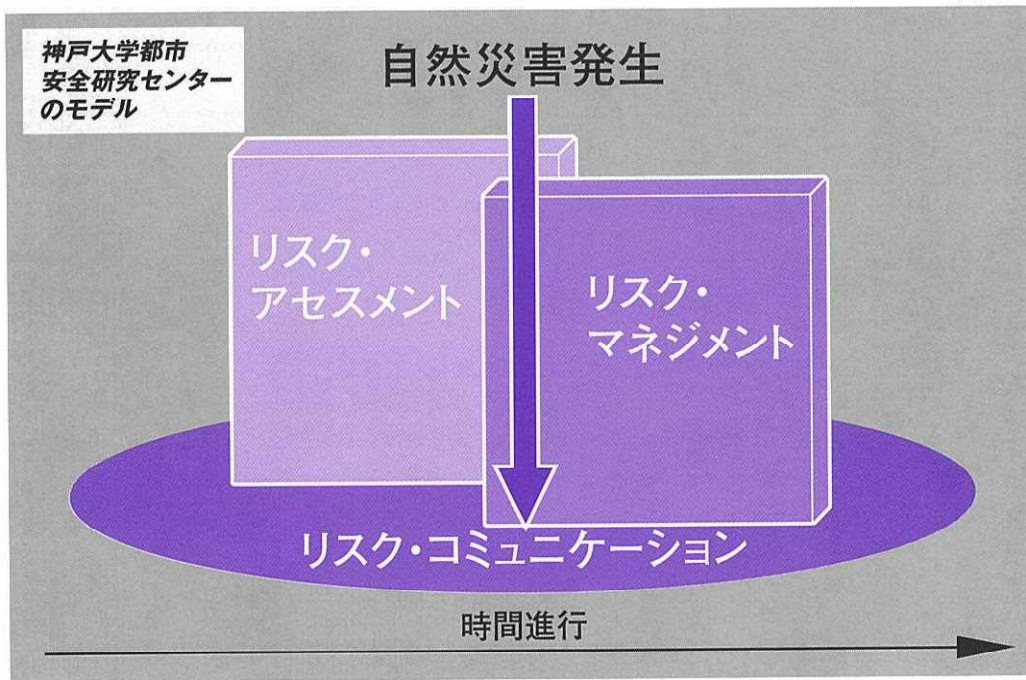 神戸大学都市
安全研究センター
のモデル
自然災害発生
リスク・
アセスメント
リスク・
マネジメント
リスク・コミュニケーション
時間進行